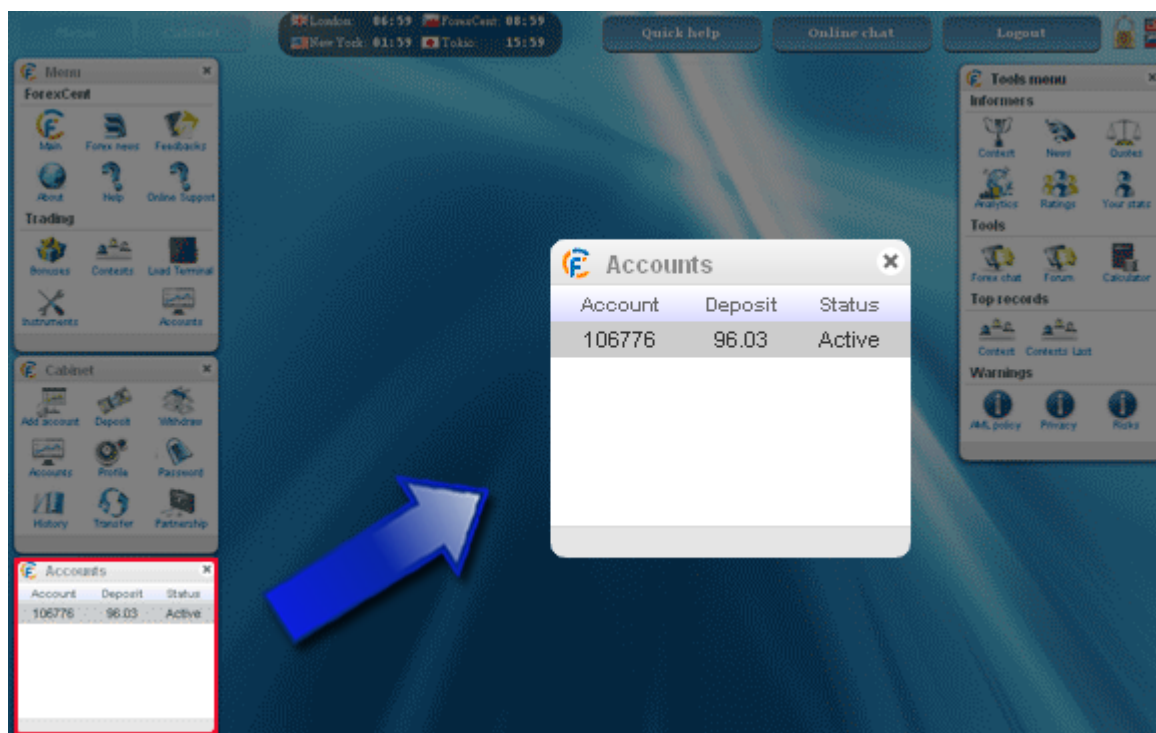 Menu Cabinet
London: 06:59 ForexCent: 08:59
New York: 01:59 Tokio: 15:59
Quick help Online chat Logout
Menu
ForexCent
Main Forex news Feedbacks
About Help Online Support
Trading
Bonuses Contests Load Terminal
Instruments Accounts
Cabinet
Add account Deposit Withdraw
Accounts Profile Password
History Transfer Partnership
Accounts
Account Deposit Status
106776 96.03 Active
Accounts
Account Deposit Status
106776 96.03 Active
Tools menu
Informers
Contest News Quotes
Analytics Ratings Your stats
Tools
Forex chat Forum Calculator
Top records
Contest Contests Last
Warnings
AML policy Privacy Risks